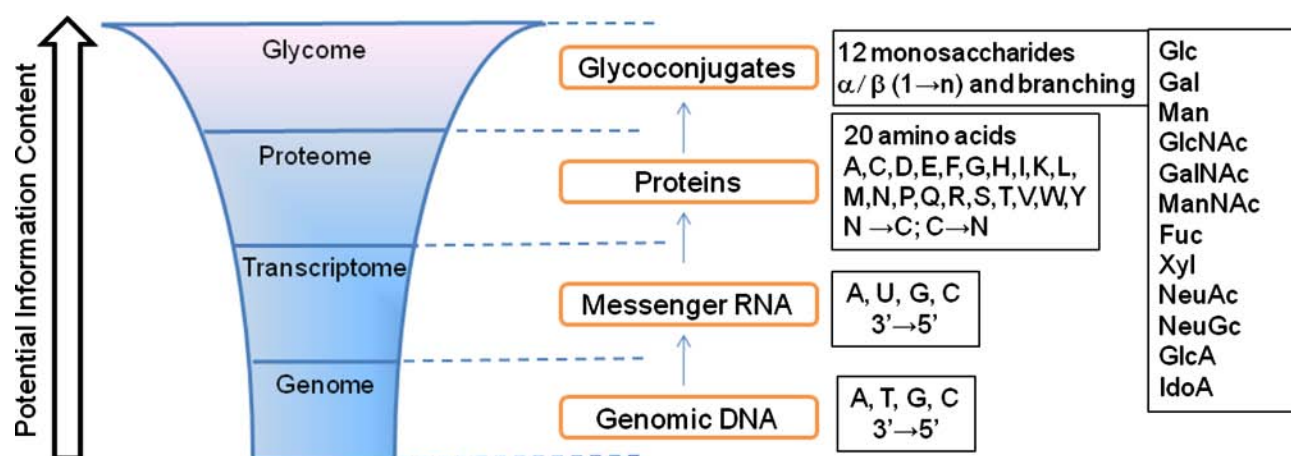 Potential Information Content
Glycome
Proteome
Transcriptome
Genome
Glycoconjugates
Proteins
Messenger RNA
Genomic DNA
12 monosaccharides
α/β (1→n) and branching
20 amino acids
A,C,D,E,F,G,H,I,K,L,
M,N,P,Q,R,S,T,V,W,Y
N →C; C→N
A, U, G, C
3’→5’
A, T, G, C
3’→5’
Glc
Gal
Man
GlcNAc
GalNAc
ManNAc
Fuc
Xyl
NeuAc
NeuGc
GlcA
IdoA